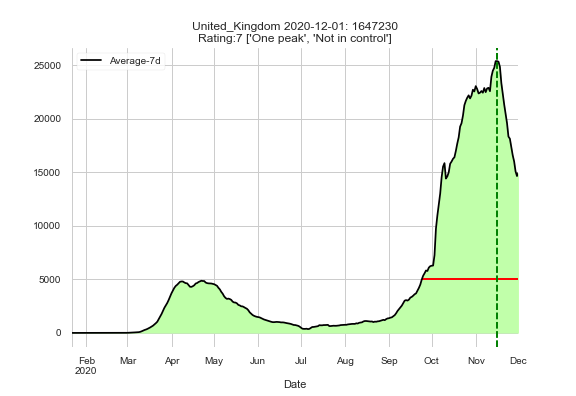 United_Kingdom 2020-12-01: 1647230
Rating:7 ['One peak', 'Not in control']
Average-7d
25000
20000
15000
10000
5000
0
Feb Mar Apr May Jun Jul Aug Sep Oct Nov Dec
2020
Date